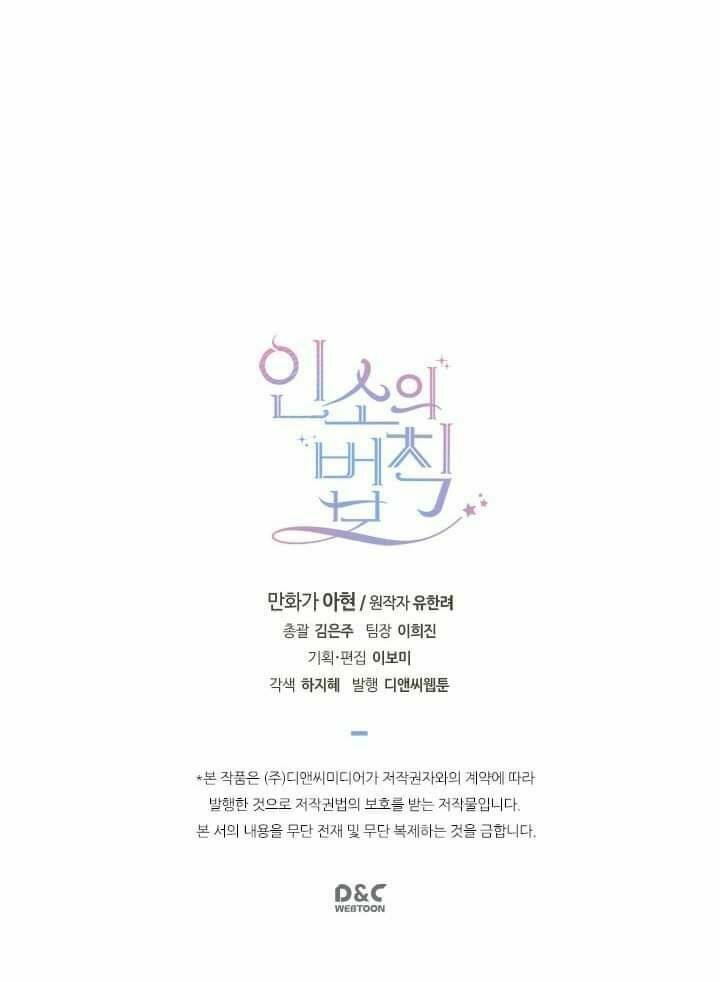 인소의
법칙
만화가 아현 / 원작자 유한려
총괄 김은주 팀장 이희진
기획·편집 이보미
각색 하지혜 발행 디앤씨웹툰
*본 작품은 (주)디앤씨미디어가 저작권자와의 계약에 따라
발행한 것으로 저작권법의 보호를 받는 저작물입니다.
본 서의 내용을 무단 전재 및 무단 복제하는 것을 금합니다.
D&C
WEBTOON